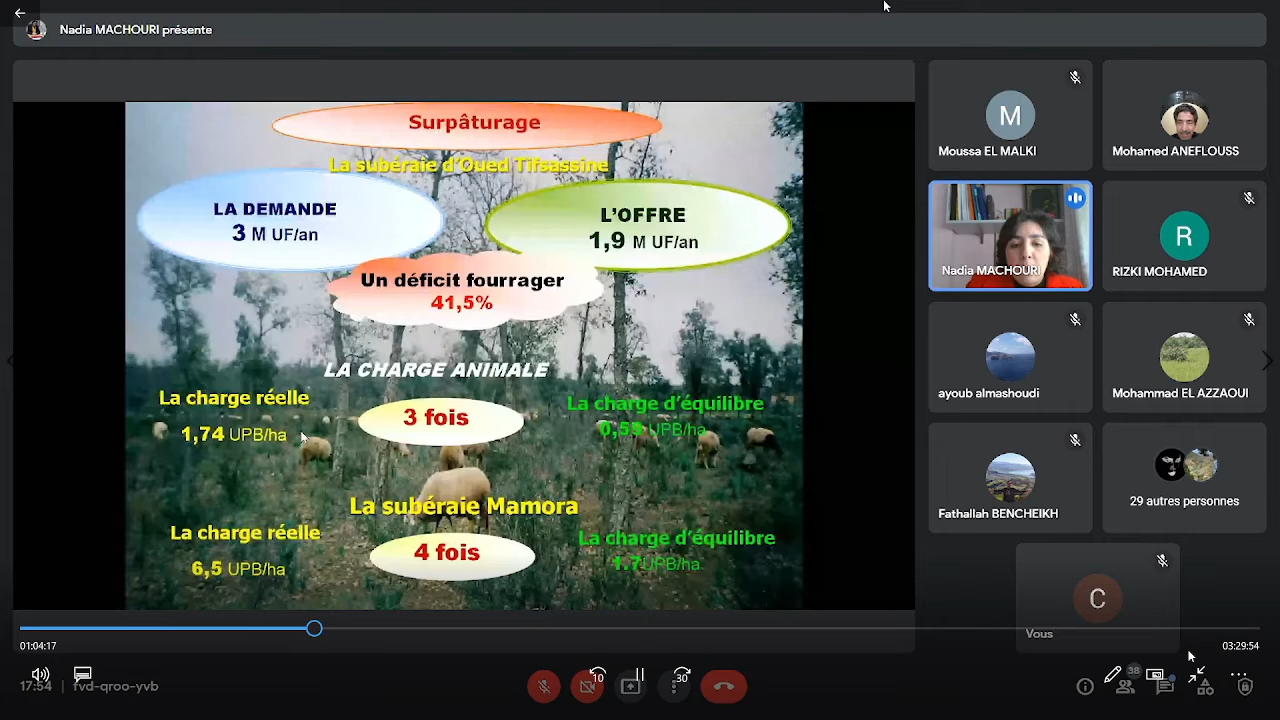 Nadia MACHOURI présente
Surpâturage
La subéraie d'Oued Tifsassine
LA DEMANDE
3 M UF/an
L'OFFRE
1,9 M UF/an
Un déficit fourrager
41,5%
LA CHARGE ANIMALE
La charge réelle
1,74 UPB/ha
3 fois
La charge d'équilibre
UPB/ha
La subéraie Mamora
La charge réelle
6,5 UPB/ha
4 fois
La charge d'équilibre
1.7 UPB/ha
Moussa EL MALKI
Mohamed ANEFLOUSS
Nadia MACHOURI
RIZKI MOHAMED
ayoub almashoudi
Mohammad EL AZZAOUI
Fathallah BENCHEIKH
29 autres personnes
C
Vous
M
R
01:04:17
03:29:54
17:54 | fvd-qroo-yvb
10
30
38